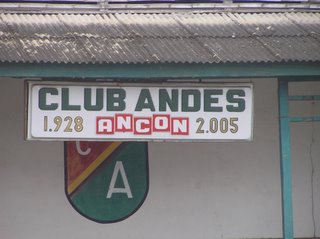 CLUB ANDES
1.928 ANCON 2.005
C
A